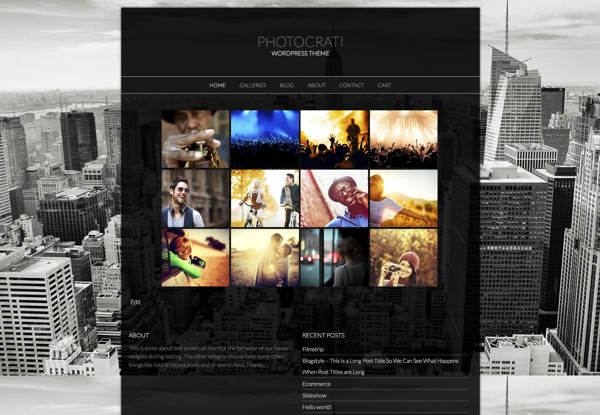 PHOTOCRATI
WORDPRESS THEME
HOME GALLERIES BLOG ABOUT CONTACT CART
Edit
ABOUT
This is some about text so we can monitor the behavior of our footer
widgets during testing. The other widgets should have some other
things like lists of recent posts and or search field. Thanks.
RECENT POSTS
Filmstrip
Blogstyle – This Is a Long Post Title So We Can See What Happens
When Post Titles are Long
Ecommerce
Slideshow
Hello world!